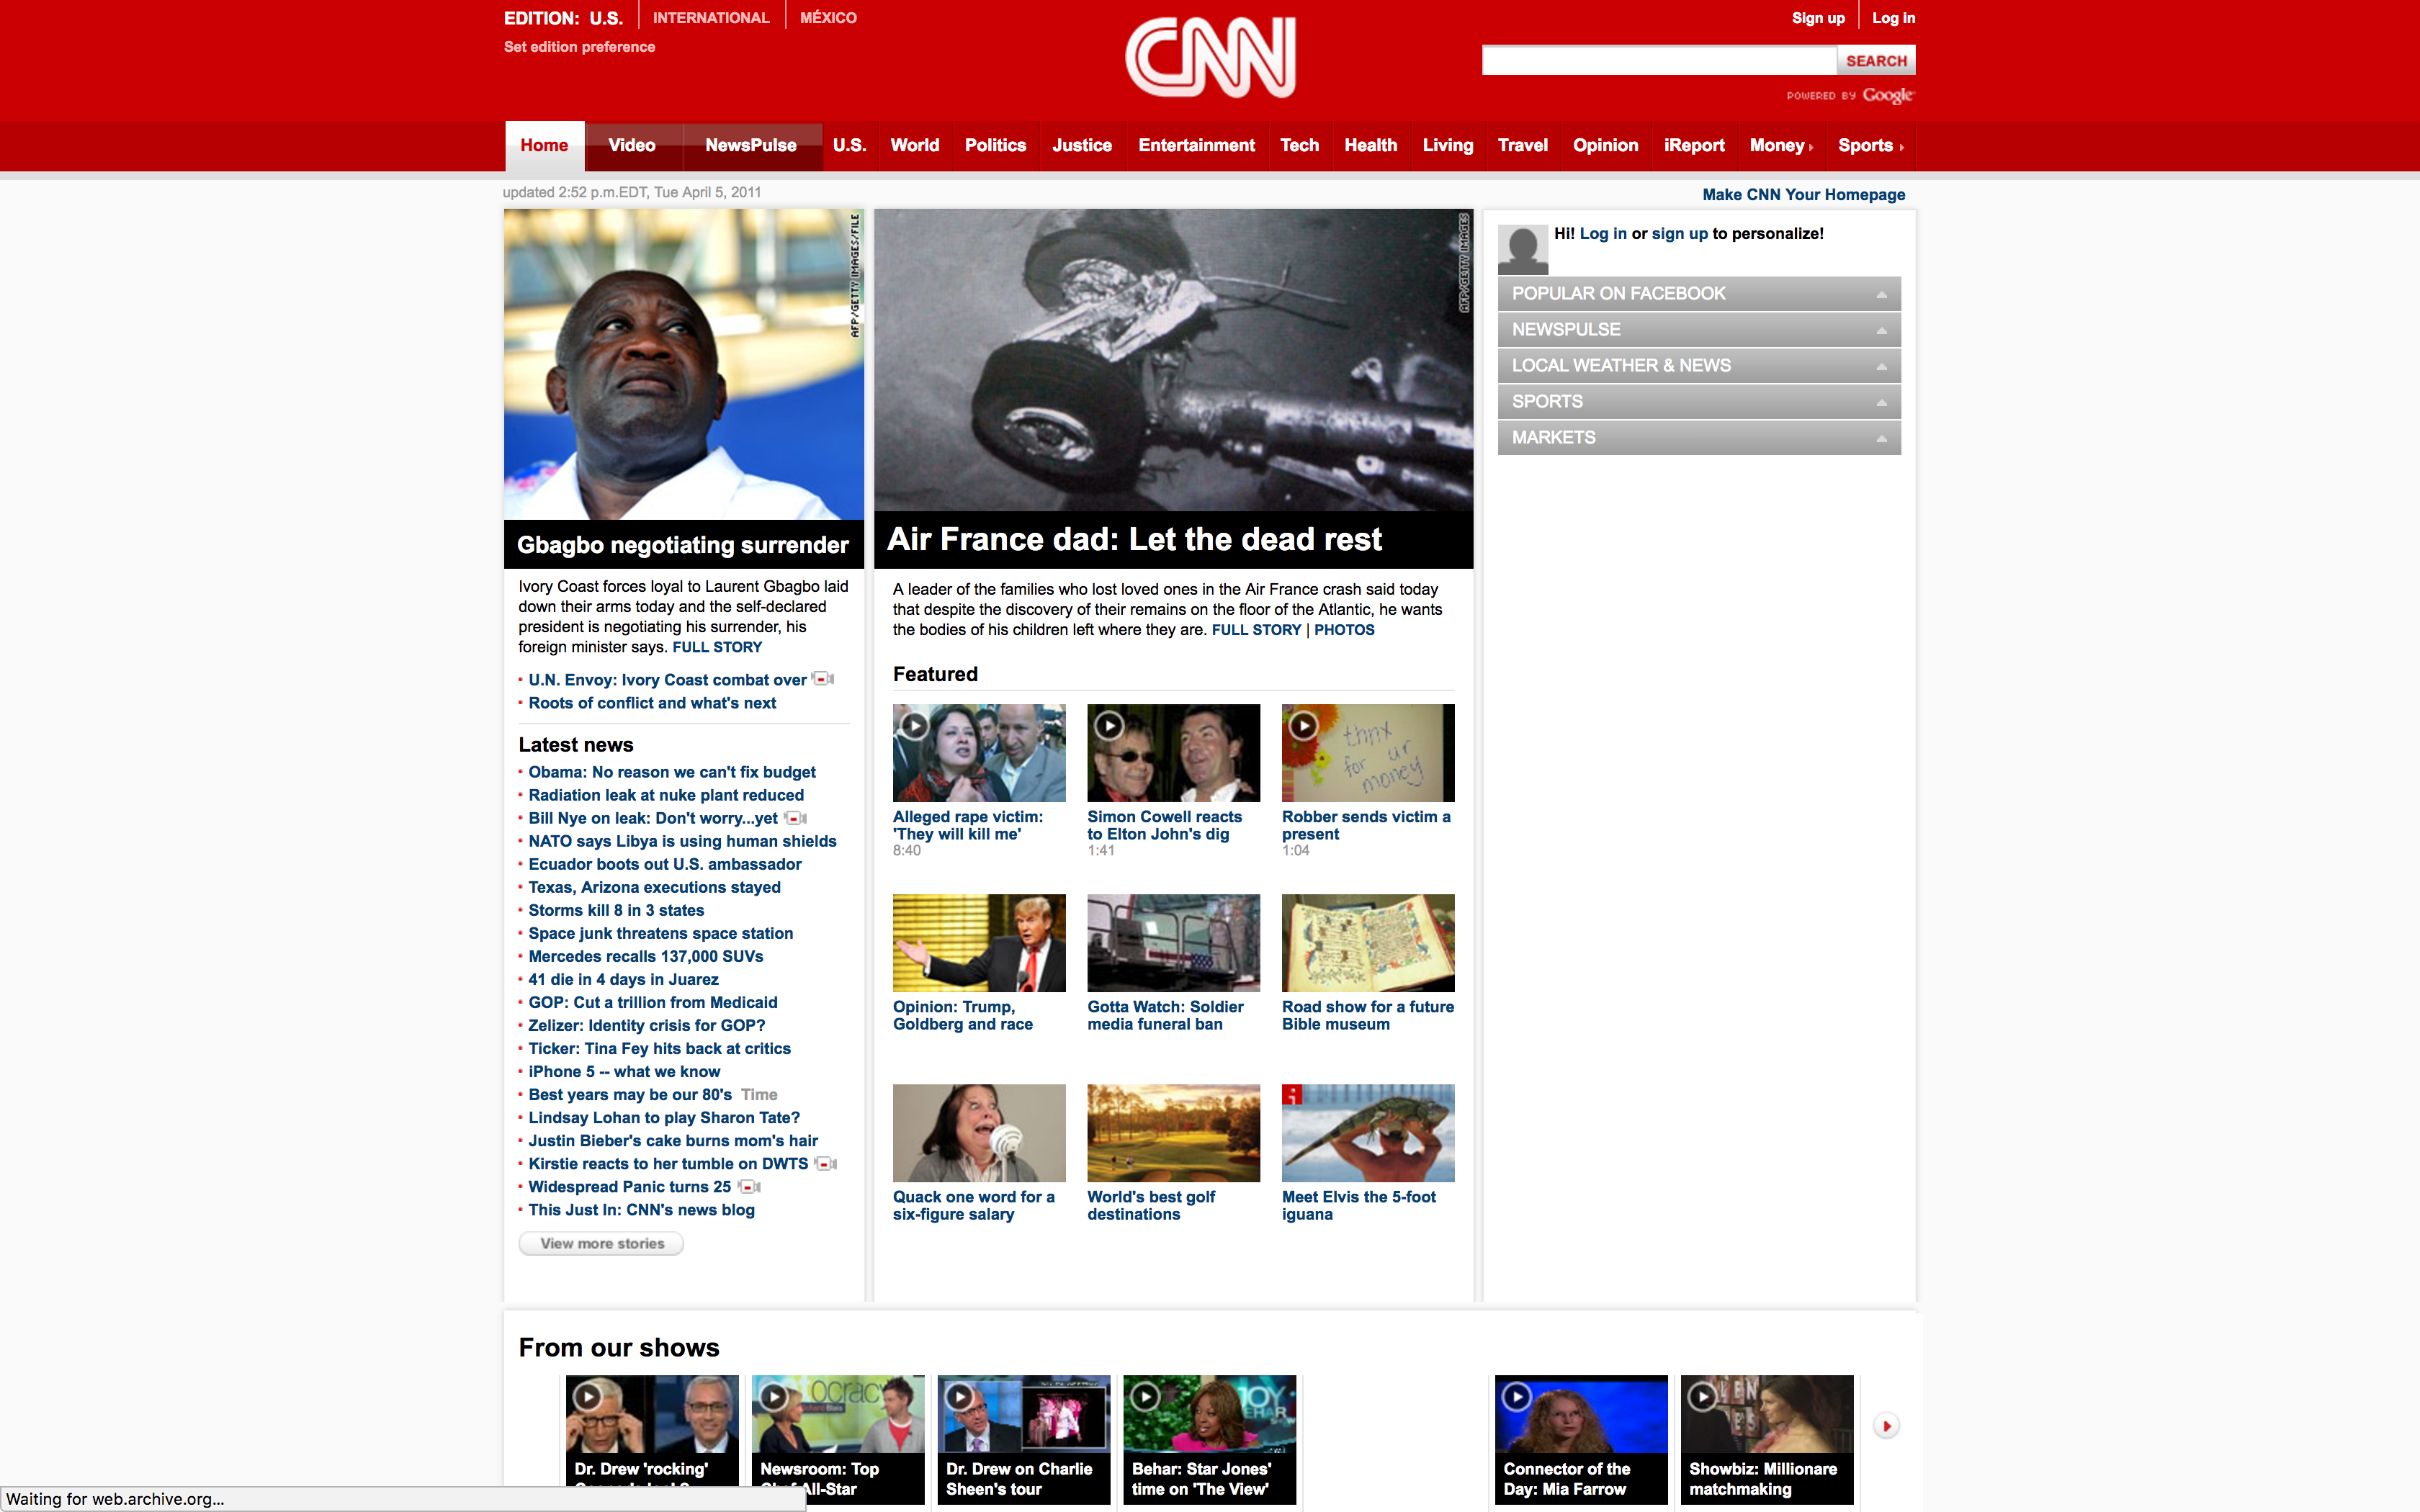 EDITION: U.S.
INTERNATIONAL
MÉXICO
Set edition preference
CNN
Sign up
Log in
SEARCH
POWERED BY Google
Home
Video
NewsPulse
U.S.
World
Politics
Justice
Entertainment
Tech
Health
Living
Travel
Opinion
iReport
Money
Sports
updated 2:52 p.m.EDT, Tue April 5, 2011
Make CNN Your Homepage
AFP/GETTY IMAGES/FILE
Gbagbo negotiating surrender
Ivory Coast forces loyal to Laurent Gbagbo laid
down their arms today and the self-declared
president is negotiating his surrender, his
foreign minister says. FULL STORY
U.N. Envoy: Ivory Coast combat over
Roots of conflict and what's next
Latest news
Obama: No reason we can't fix budget
Radiation leak at nuke plant reduced
Bill Nye on leak: Don't worry...yet
NATO says Libya is using human shields
Ecuador boots out U.S. ambassador
Texas, Arizona executions stayed
Storms kill 8 in 3 states
Space junk threatens space station
Mercedes recalls 137,000 SUVs
41 die in 4 days in Juarez
GOP: Cut a trillion from Medicaid
Zelizer: Identity crisis for GOP?
Ticker: Tina Fey hits back at critics
iPhone 5 -- what we know
Best years may be our 80's Time
Lindsay Lohan to play Sharon Tate?
Justin Bieber's cake burns mom's hair
Kirstie reacts to her tumble on DWTS
Widespread Panic turns 25
This Just In: CNN's news blog
View more stories
AFP/GETTY IMAGES
Air France dad: Let the dead rest
A leader of the families who lost loved ones in the Air France crash said today
that despite the discovery of their remains on the floor of the Atlantic, he wants
the bodies of his children left where they are. FULL STORY | PHOTOS
Featured
Alleged rape victim:
'They will kill me'
8:40
Simon Cowell reacts
to Elton John's dig
1:41
thnx
for ur
money
Robber sends victim a
present
1:04
Opinion: Trump,
Goldberg and race
Gotta Watch: Soldier
media funeral ban
Road show for a future
Bible museum
Quack one word for a
six-figure salary
World's best golf
destinations
Meet Elvis the 5-foot
iguana
Hi! Log in or sign up to personalize!
POPULAR ON FACEBOOK
NEWSPULSE
LOCAL WEATHER & NEWS
SPORTS
MARKETS
From our shows
Dr. Drew 'rocking'
Newsroom: Top
All-Star
Dr. Drew on Charlie
Sheen's tour
JOY
Behar: Star Jones'
time on 'The View'
Connector of the
Day: Mia Farrow
Showbiz: Millionare
matchmaking
Waiting for web.archive.org...